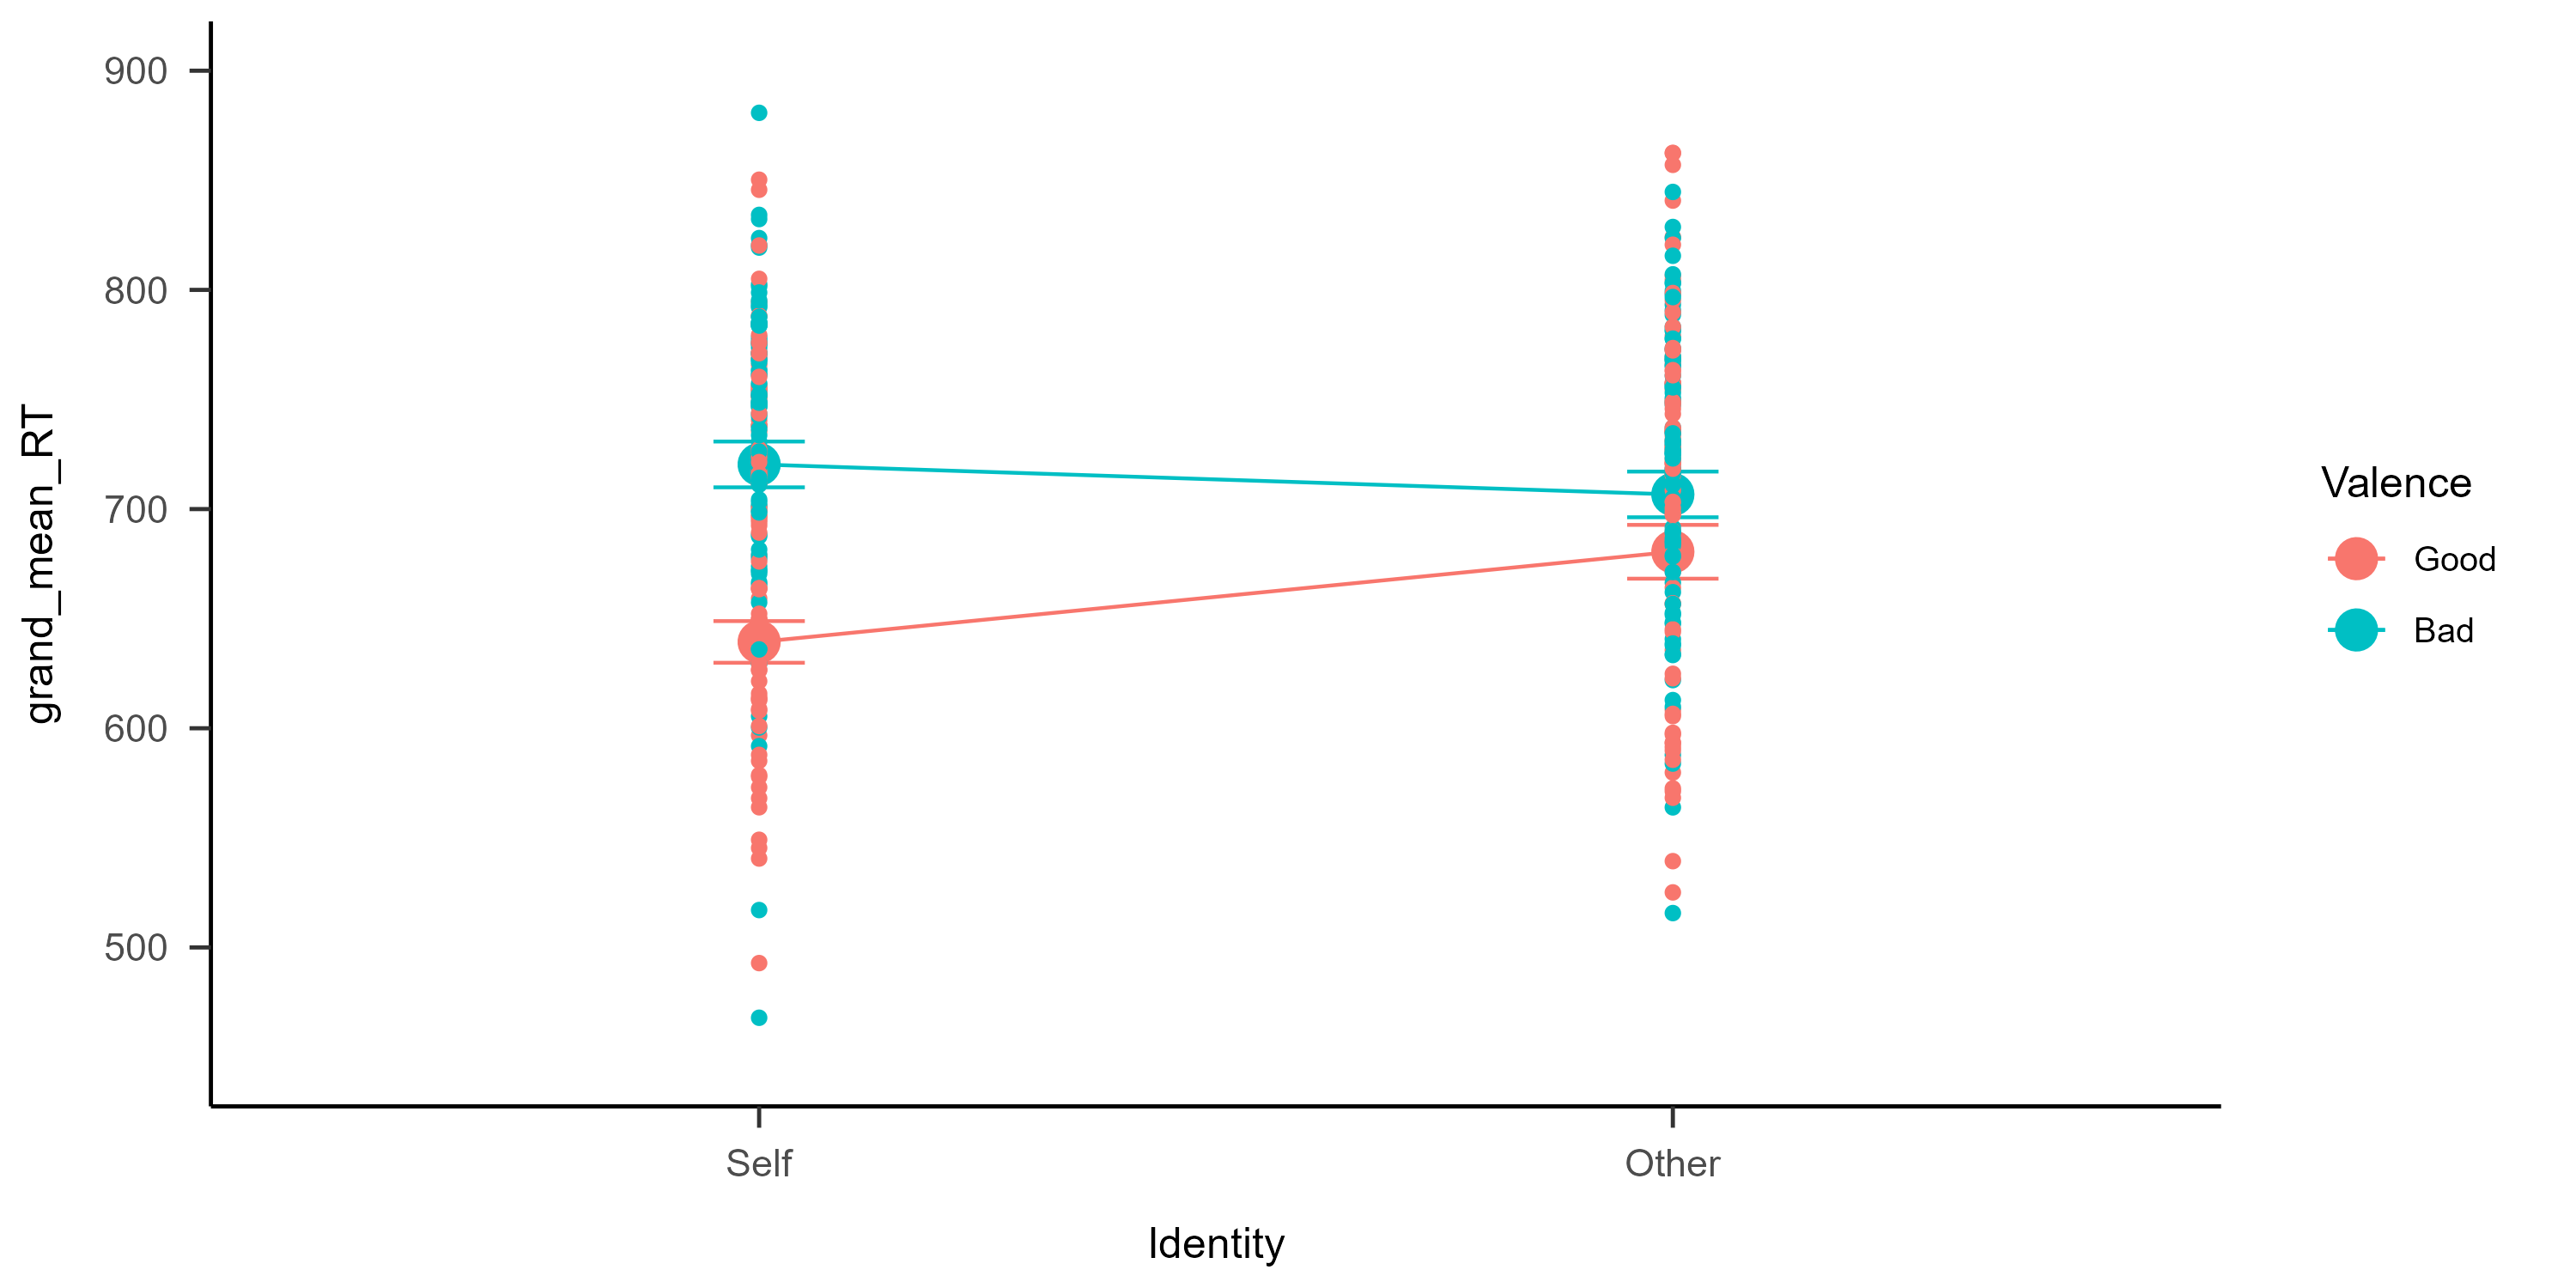 900
800
700
600
500
grand_mean_RT
Self
Other
Identity
Valence
Good
Bad